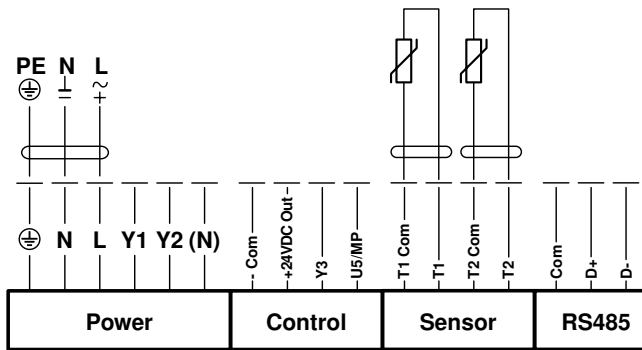 PE N L
~
+
N L Y1 Y2 (N)
- Com
+24VDC Out
Y3
U5/MP
T1 Com
T1
T2 Com
T2
Com
D+
D-
Power
Control
Sensor
RS485